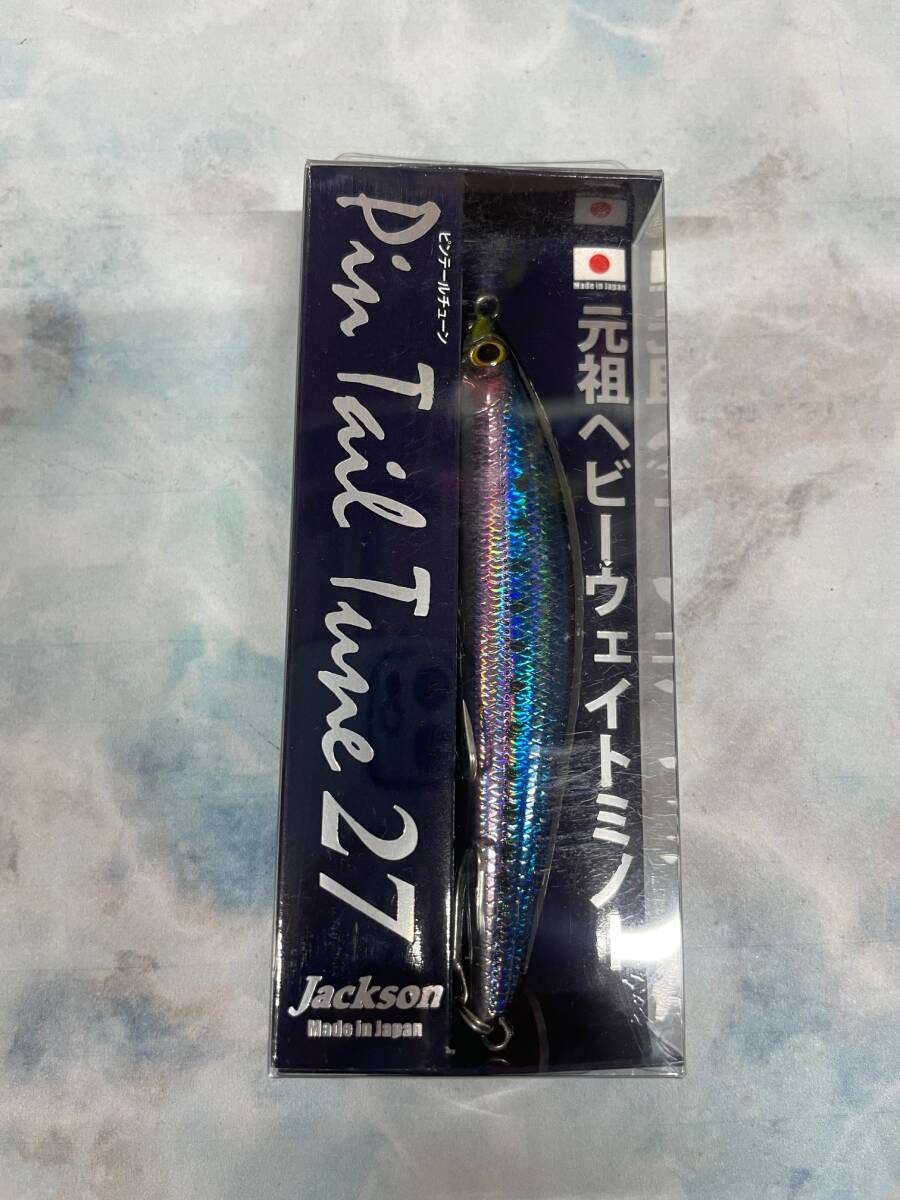 Pin Tail Tune 27
ピンテールチューン
Jackson
Made in Japan
Made in Japan
元祖ヘビーウェイトミノー